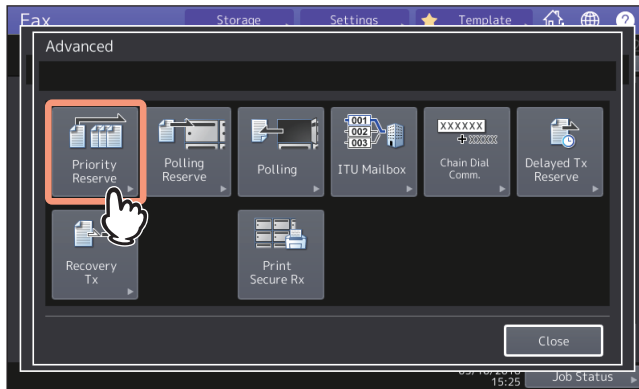 Fax
Storage
Settings
Template
?
Advanced
Priority
Reserve
Polling
Reserve
Polling
001
002
003
ITU Mailbox
XXXXXX
+ XXXXXX
Chain Dial
Comm.
Delayed Tx
Reserve
Recovery
Tx
Print
Secure Rx
Close
15:25
Job Status